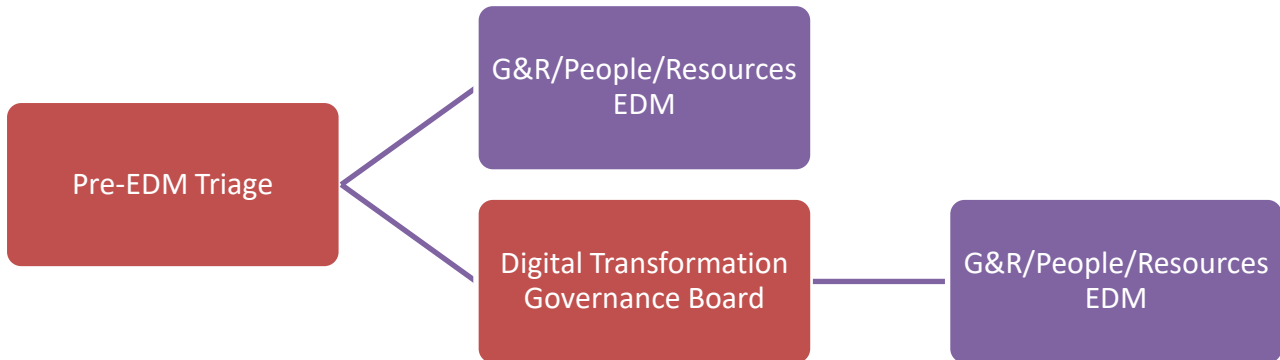 G&R/People/Resources
EDM
Pre-EDM Triage
Digital Transformation
Governance Board
G&R/People/Resources
EDM